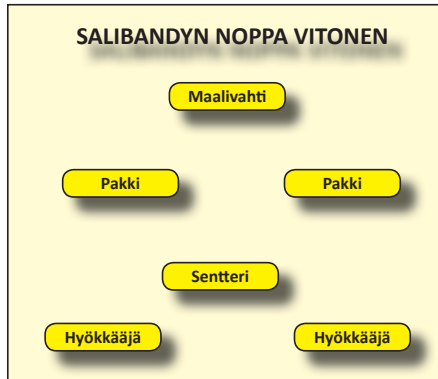 SALIBANDYN NOPPA VITONEN
Maalivahti
Pakki Pakki
Sentteri
Hyökkääjä Hyökkääjä